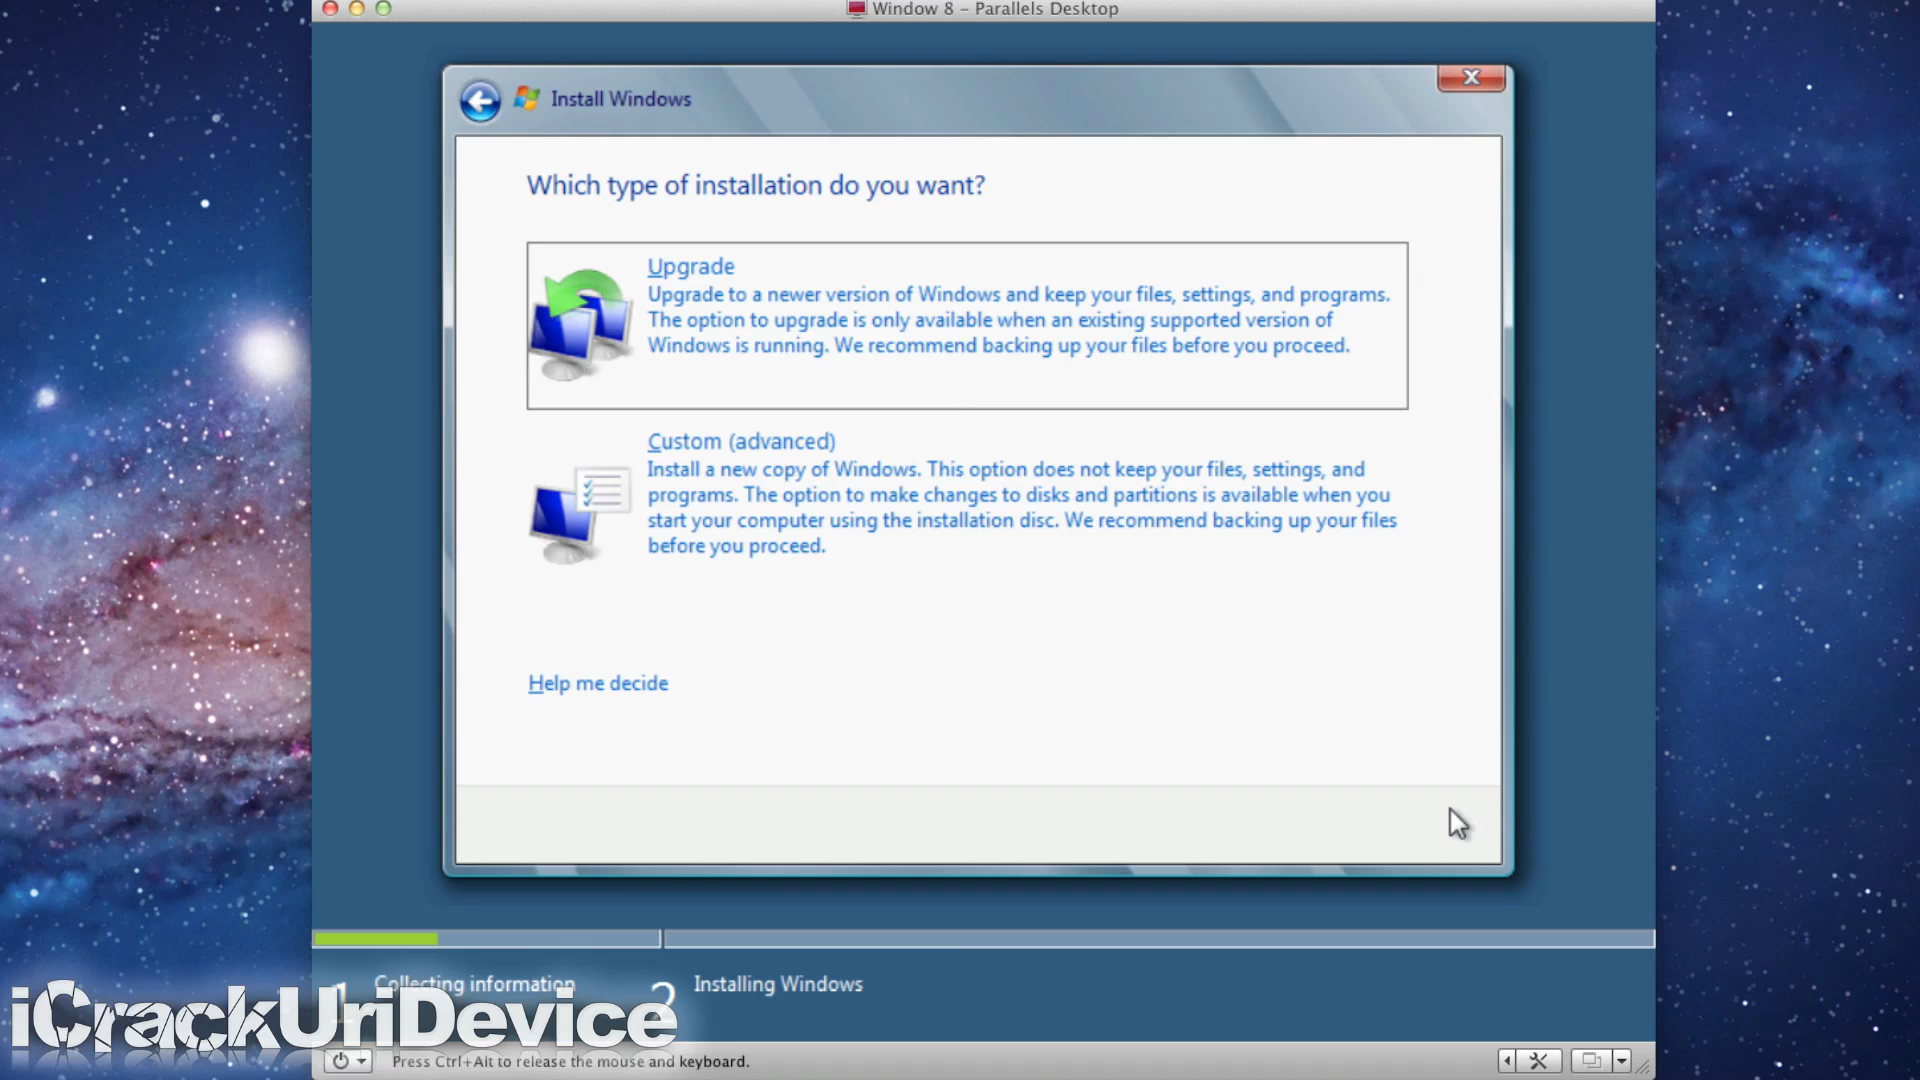 Window 8 - Parallels Desktop
Install Windows
Which type of installation do you want?
Upgrade
Upgrade to a newer version of Windows and keep your files, settings, and programs.
The option to upgrade is only available when an existing supported version of
Windows is running. We recommend backing up your files before you proceed.
Custom (advanced)
Install a new copy of Windows. This option does not keep your files, settings, and
programs. The option to make changes to disks and partitions is available when you
start your computer using the installation disc. We recommend backing up your files
before you proceed.
Help me decide
1 Collecting information
2 Installing Windows
iCrackUriDevice
Press Ctrl+Alt to release the mouse and keyboard.